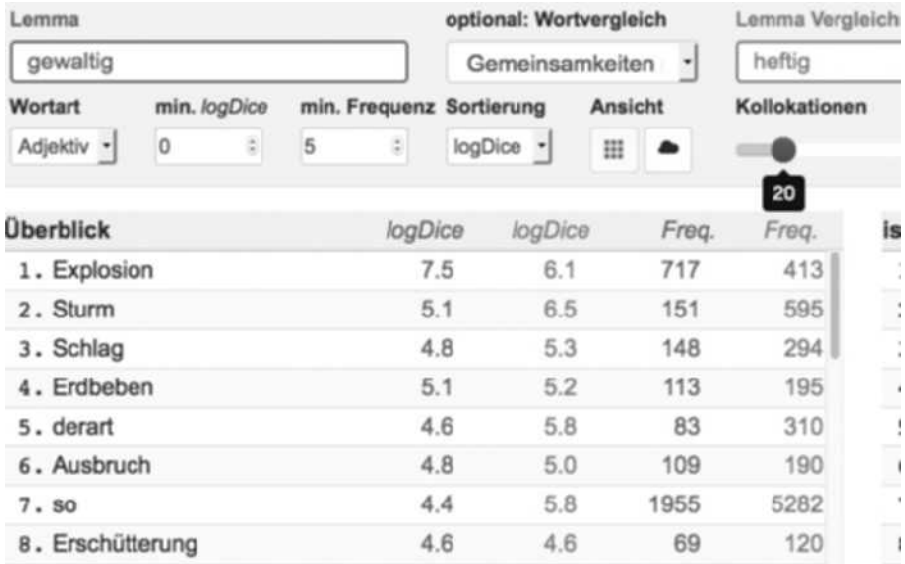 Lemma optional: Wortvergleich Lemma Vergleich
gewaltig Gemeinsamkeiten heftig
Wortart min. logDice min. Frequenz Sortierung Ansicht Kollokationen
Adjektiv 0 5 logDice
20
Überblick logDice logDice Freq. Freq. is
1. Explosion 7.5 6.1 717 413
2. Sturm 5.1 6.5 151 595
3. Schlag 4.8 5.3 148 294
4. Erdbeben 5.1 5.2 113 195
5. derart 4.6 5.8 83 310
6. Ausbruch 4.8 5.0 109 190
7. so 4.4 5.8 1955 5282
8. Erschütterung 4.6 4.6 69 120